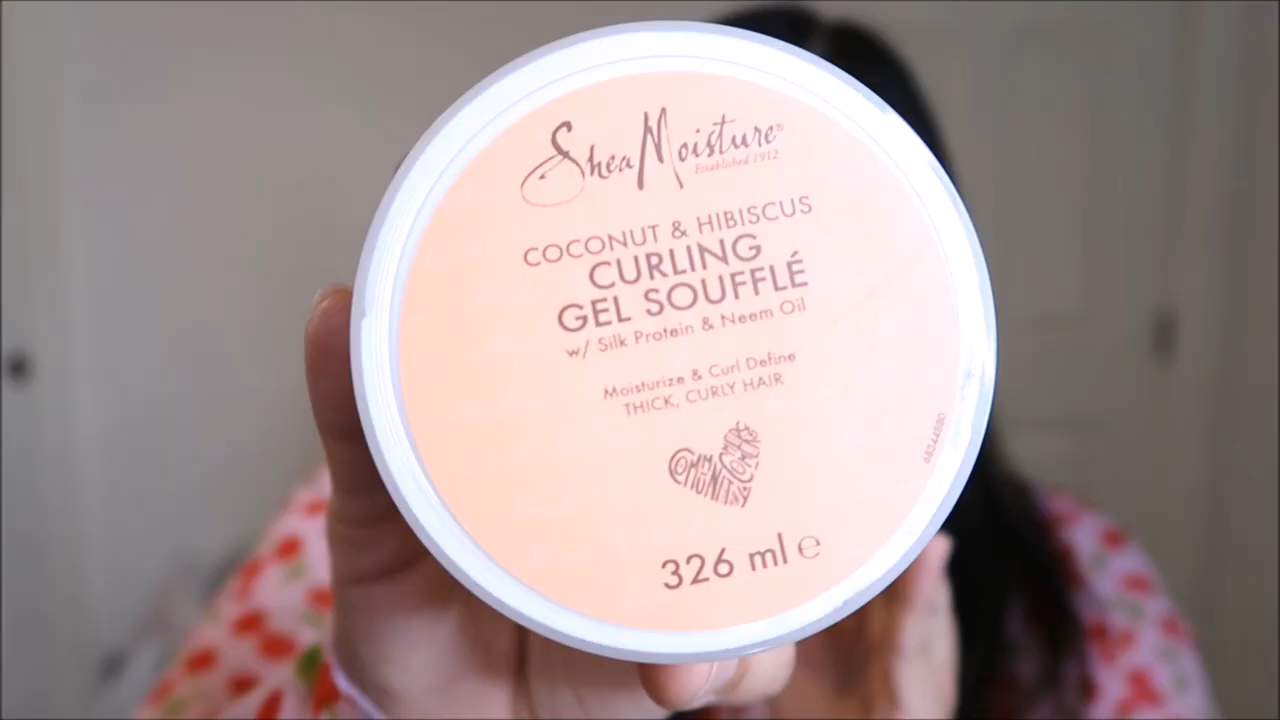 SheaMoisture®
Established 1912
COCONUT & HIBISCUS
CURLING
GEL SOUFFLÉ
w/ Silk Protein & Neem Oil
Moisturize & Curl Define
THICK, CURLY HAIR
COMMUNITY
COMMERCE
326 ml ℮